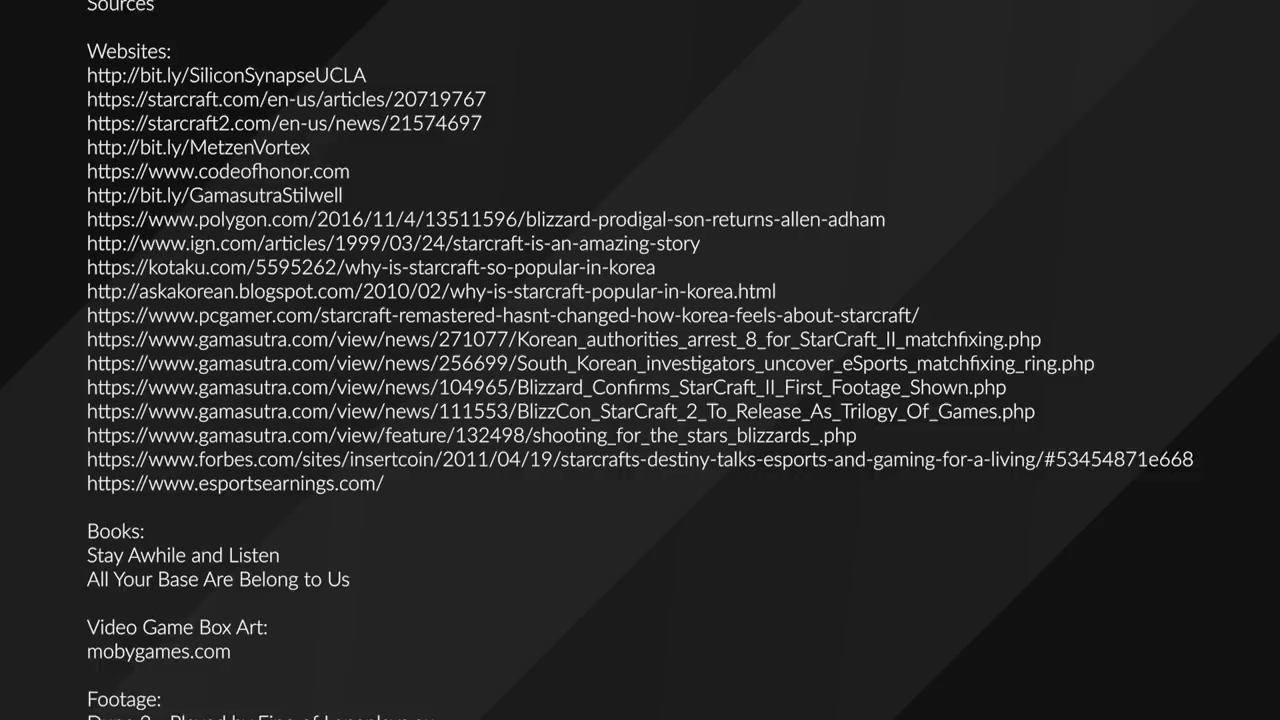 Sources
Websites:
http://bit.ly/SiliconSynapseUCLA
https://starcraft.com/en-us/articles/20719767
https://starcraft2.com/en-us/news/21574697
http://bit.ly/MetzenVortex
https://www.codeofhonor.com
http://bit.ly/GamasutraStilwell
https://www.polygon.com/2016/11/4/13511596/blizzard-prodigal-son-returns-allen-adham
http://www.ign.com/articles/1999/03/24/starcraft-is-an-amazing-story
https://kotaku.com/5595262/why-is-starcraft-so-popular-in-korea
http://askakorean.blogspot.com/2010/02/why-is-starcraft-popular-in-korea.html
https://www.pcgamer.com/starcraft-remastered-hasnt-changed-how-korea-feels-about-starcraft/
https://www.gamasutra.com/view/news/271077/Korean_authorities_arrest_8_for_StarCraft_II_matchfixing.php
https://www.gamasutra.com/view/news/256699/South_Korean_investigators_uncover_eSports_matchfixing_ring.php
https://www.gamasutra.com/view/news/104965/Blizzard_Confirms_StarCraft_II_First_Footage_Shown.php
https://www.gamasutra.com/view/news/111553/BlizzCon_StarCraft_2_To_Release_As_Trilogy_Of_Games.php
https://www.gamasutra.com/view/feature/132498/shooting_for_the_stars_blizzards_.php
https://www.forbes.com/sites/insertcoin/2011/04/19/starcrafts-destiny-talks-esports-and-gaming-for-a-living/#53454871e668
https://www.esportsearnings.com/
Books:
Stay Awhile and Listen
All Your Base Are Belong to Us
Video Game Box Art:
mobygames.com
Footage: